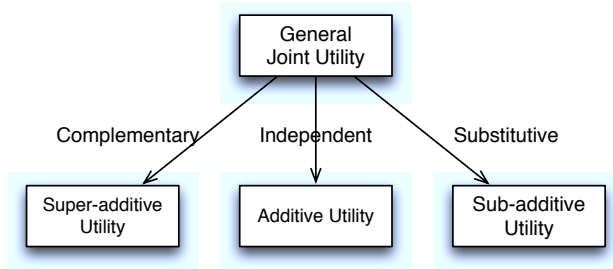 General
Joint Utility
Complementary
Independent
Substitutive
Super-additive
Utility
Additive Utility
Sub-additive
Utility